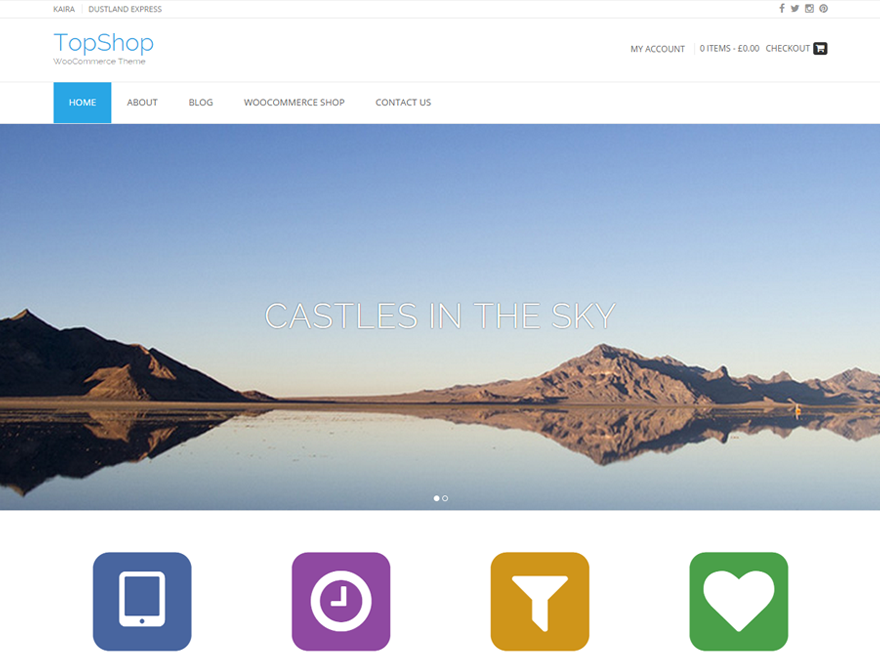 KAIRA | DUSTLAND EXPRESS
TopShop
WooCommerce Theme
MY ACCOUNT | 0 ITEMS - £0.00 CHECKOUT
HOME ABOUT BLOG WOOCOMMERCE SHOP CONTACT US
CASTLES IN THE SKY